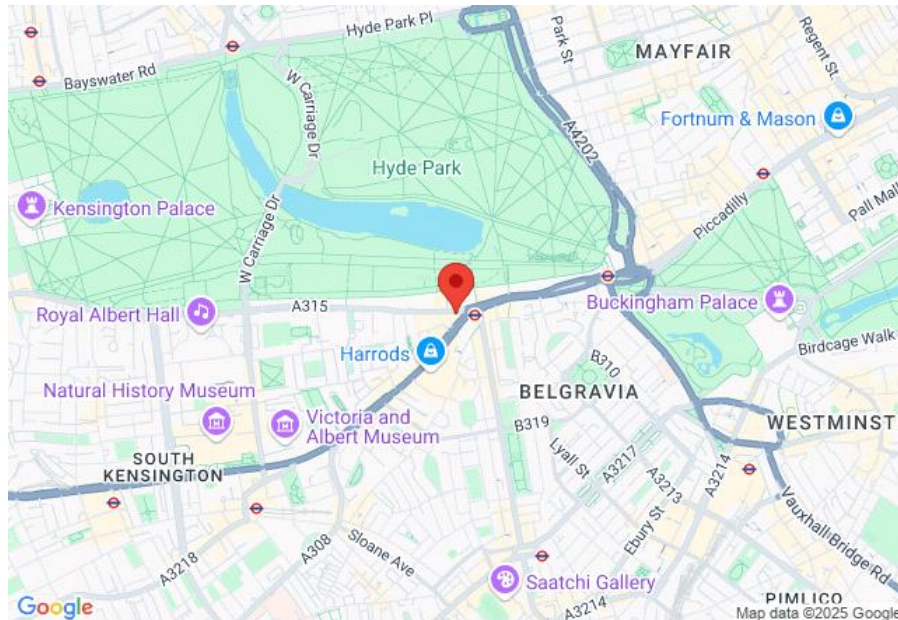 Hyde Park Pl
Park St
MAYFAIR
Regent St.
Bayswater Rd
W Carriage Dr
A4202
Fortnum & Mason
Hyde Park
Kensington Palace
W Carriage Dr
Piccadilly
Pall Mall
Royal Albert Hall
A315
Buckingham Palace
Birdcage Walk
Harrods
B310
Natural History Museum
BELGRAVIA
Victoria and
Albert Museum
B319
WESTMINST
SOUTH
KENSINGTON
Lyall St
A3217
A3214
A3213
Ebury St
Vauxhall Bridge Rd
A3218
A308
Sloane Ave
Saatchi Gallery
A3214
PIMLICO
Google
Map data ©2025 Google